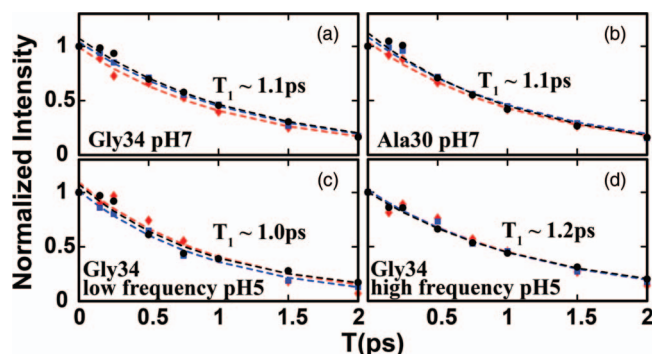 Normalized Intensity
1
0.5
0
(a)
T1 ~ 1.1ps
Gly34 pH7
(b)
T1 ~ 1.1ps
Ala30 pH7
1
0.5
0
(c)
T1 ~ 1.0ps
Gly34
low frequency pH5
(d)
T1 ~ 1.2ps
Gly34
high frequency pH5
0 0.5 1 1.5 2 0.5 1 1.5 2
T(ps)